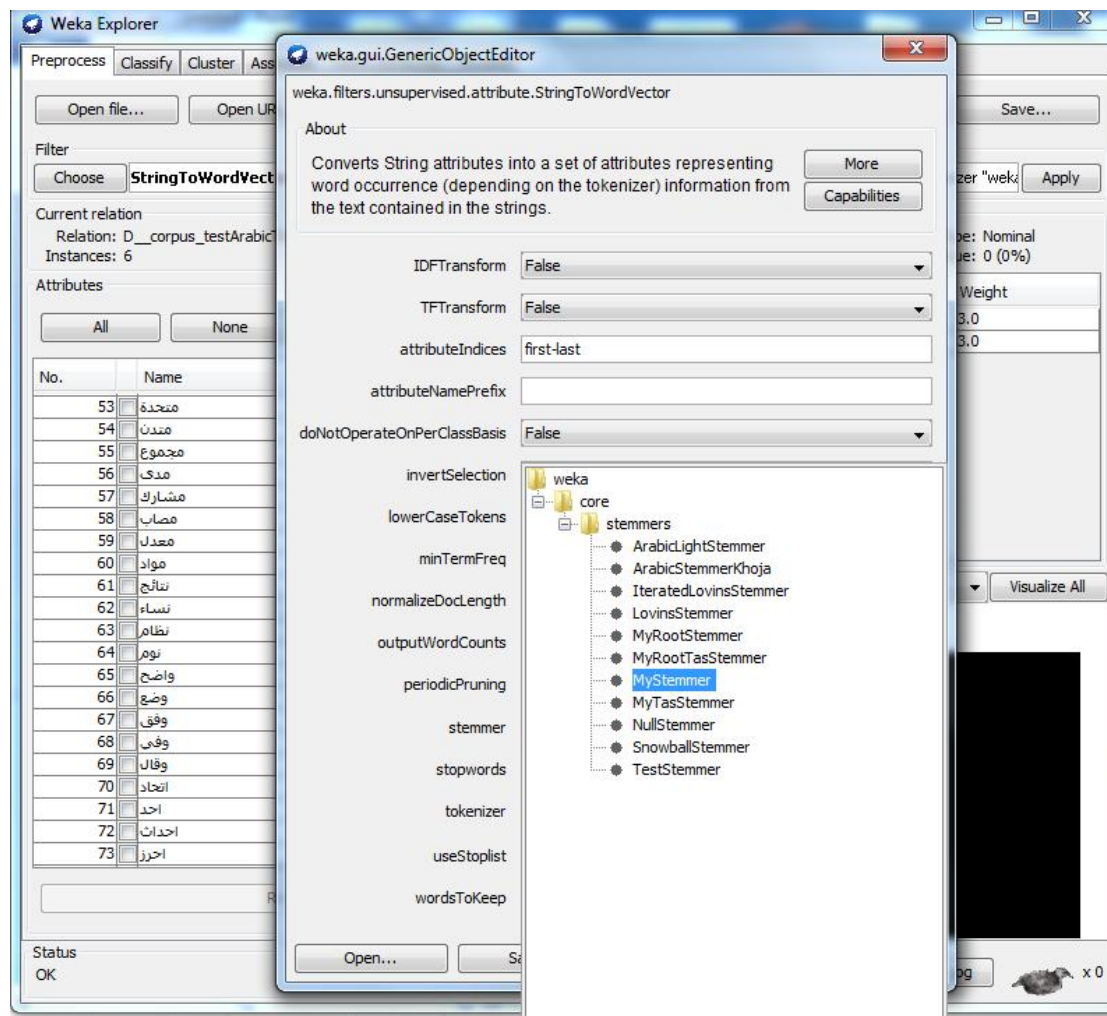 Weka Explorer
Preprocess Classify Cluster Ass
Open file... Open UR Save...
Filter
Choose StringToWordVect zer "weka Apply
Current relation
Relation: D__corpus_testArabicT
Instances: 6
pe: Nominal
ue: 0 (0%)
Attributes
All None
Weight
3.0
3.0
No. Name
53 متحدة
54 متدن
55 مجموع
56 مدى
57 مشارك
58 مصاب
59 معدل
60 مواد
61 نتائج
62 نساء
63 نظام
64 نوم
65 واضح
66 وضع
67 وفق
68 وفى
69 وقال
70 اتحاد
71 احد
72 احداث
73 احرز
R
Visualize All
Status
OK
og x 0
weka.gui.GenericObjectEditor
weka.filters.unsupervised.attribute.StringToWordVector
About
Converts String attributes into a set of attributes representing
word occurrence (depending on the tokenizer) information from
the text contained in the strings.
More
Capabilities
IDFTransform False
TFTransform False
attributeIndices first-last
attributeNamePrefix
doNotOperateOnPerClassBasis False
invertSelection
lowerCaseTokens
minTermFreq
normalizeDocLength
outputWordCounts
periodicPruning
stemmer
stopwords
tokenizer
useStoplist
wordsToKeep
Open... Sa
weka
core
stemmers
ArabicLightStemmer
ArabicStemmerKhoja
IteratedLovinsStemmer
LovinsStemmer
MyRootStemmer
MyRootTasStemmer
MyStemmer
MyTasStemmer
NullStemmer
SnowballStemmer
TestStemmer